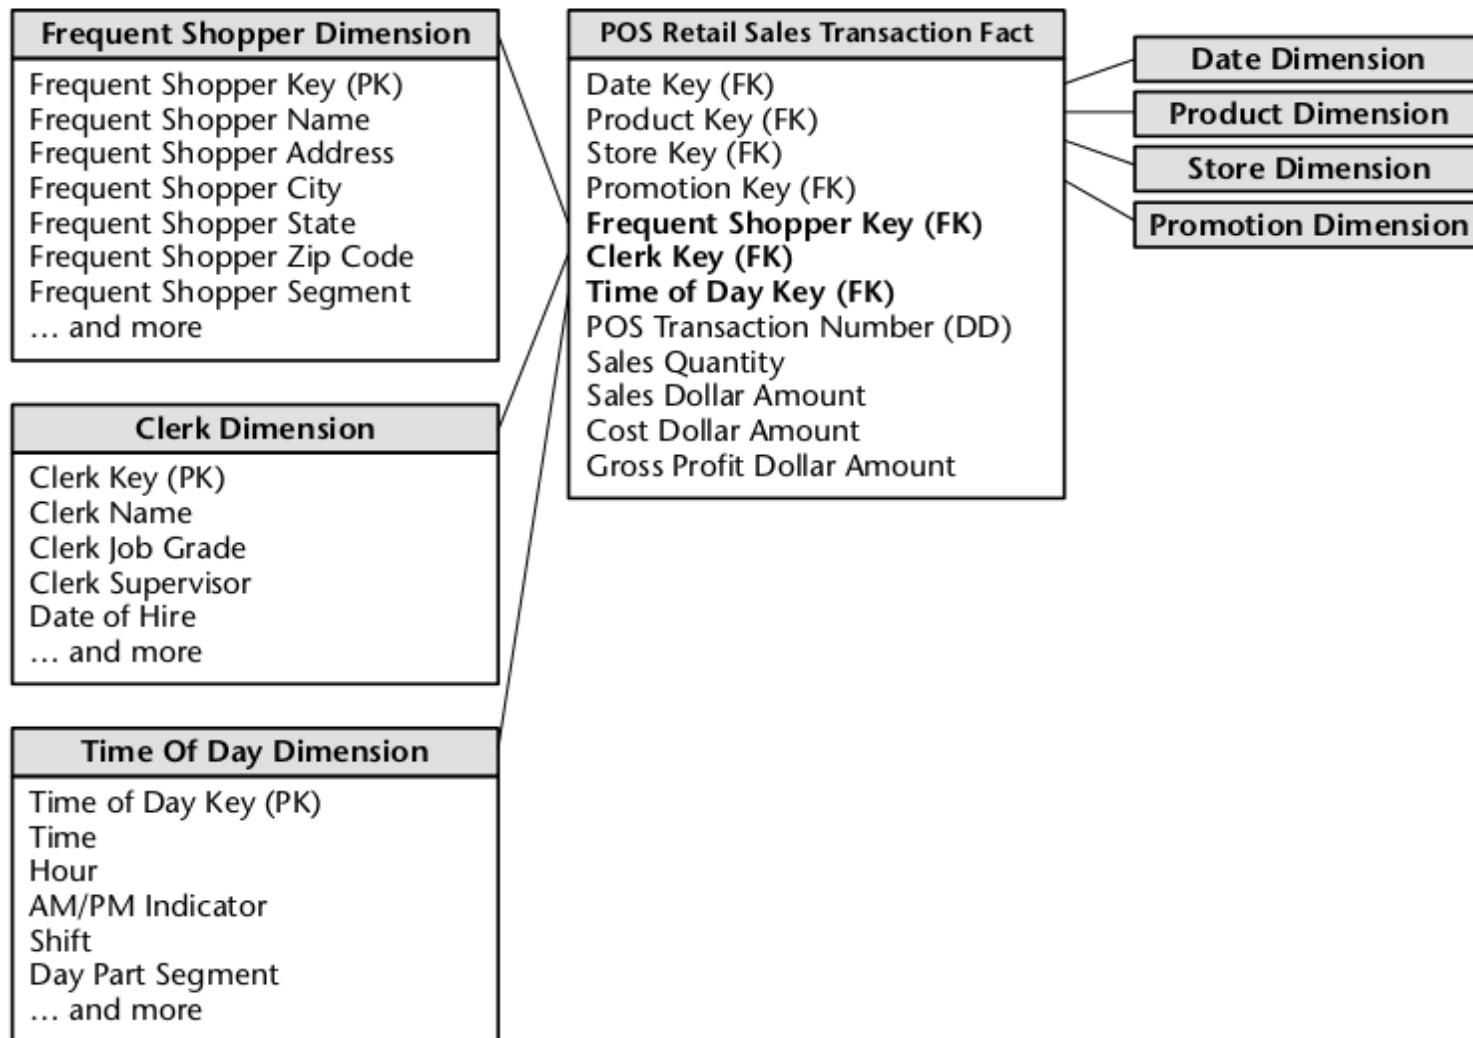 Frequent Shopper Dimension
Frequent Shopper Key (PK)
Frequent Shopper Name
Frequent Shopper Address
Frequent Shopper City
Frequent Shopper State
Frequent Shopper Zip Code
Frequent Shopper Segment
… and more
Clerk Dimension
Clerk Key (PK)
Clerk Name
Clerk Job Grade
Clerk Supervisor
Date of Hire
… and more
Time Of Day Dimension
Time of Day Key (PK)
Time
Hour
AM/PM Indicator
Shift
Day Part Segment
… and more
POS Retail Sales Transaction Fact
Date Key (FK)
Product Key (FK)
Store Key (FK)
Promotion Key (FK)
Frequent Shopper Key (FK)
Clerk Key (FK)
Time of Day Key (FK)
POS Transaction Number (DD)
Sales Quantity
Sales Dollar Amount
Cost Dollar Amount
Gross Profit Dollar Amount
Date Dimension
Product Dimension
Store Dimension
Promotion Dimension